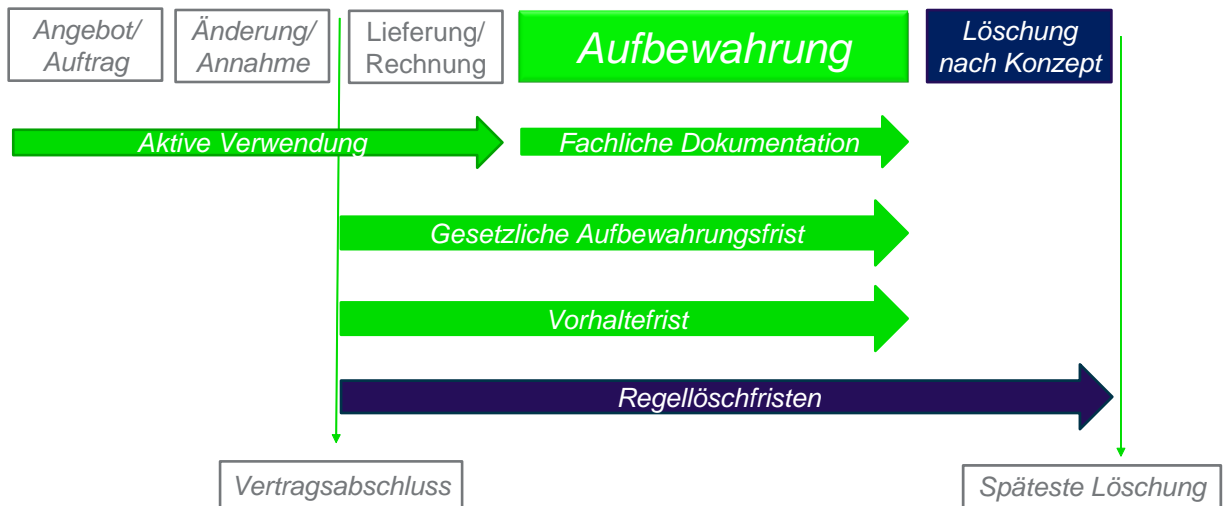 Angebot/
Auftrag
Änderung/
Annahme
Lieferung/
Rechnung
Aufbewahrung
Löschung
nach Konzept
Aktive Verwendung
Fachliche Dokumentation
Gesetzliche Aufbewahrungsfrist
Vorhaltefrist
Regellöschfristen
Vertragsabschluss
Späteste Löschung